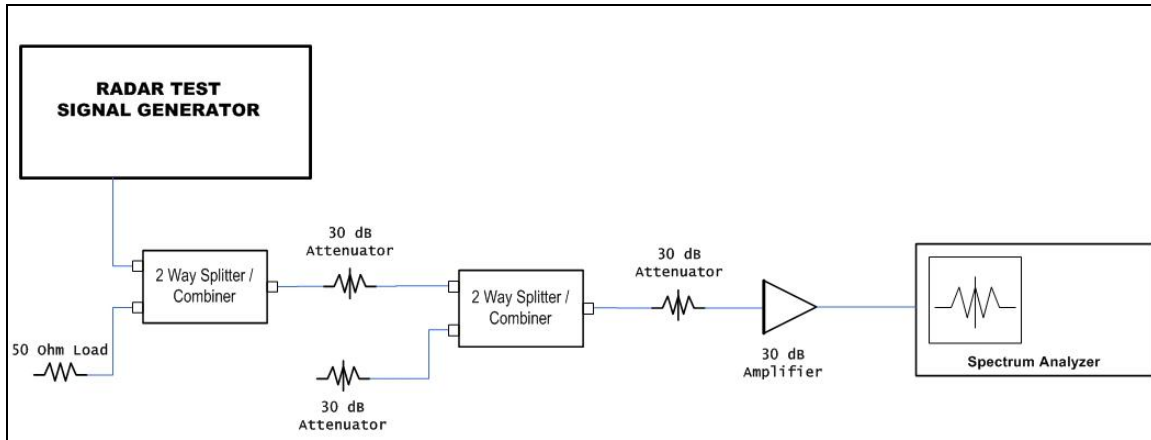 RADAR TEST
SIGNAL GENERATOR
30 dB
Attenuator
30 dB
Attenuator
2 Way Splitter /
Combiner
2 Way Splitter /
Combiner
50 Ohm Load
30 dB
Amplifier
Spectrum Analyzer
30 dB
Attenuator